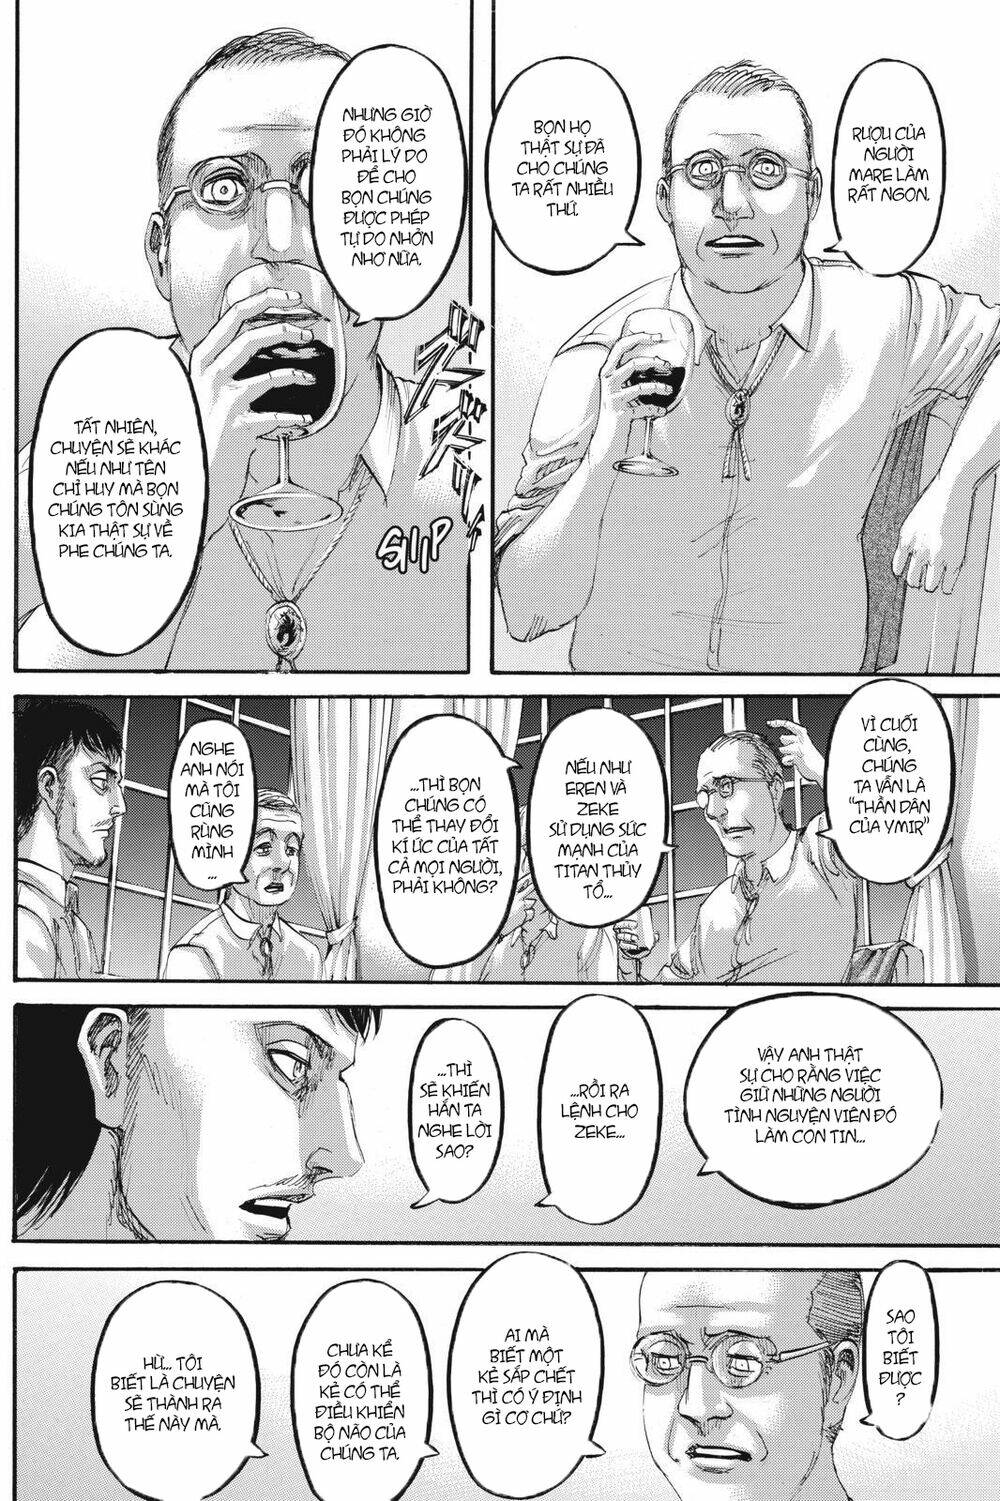 RƯỢU CỦA
NGƯỜI
MARE LÀM
RẤT NGON.
BỌN HỌ
THẬT SỰ ĐÃ
CHO CHÚNG
TA RẤT NHIỀU
THỨ.
NHƯNG GIỜ
ĐÓ KHÔNG
PHẢI LÝ DO
ĐỂ CHO
BỌN CHÚNG
ĐƯỢC PHÉP
TỰ DO NHỞN
NHƠ NỮA.
SLIP
TẤT NHIÊN,
CHUYỆN SẼ KHÁC
NẾU NHƯ TÊN
CHỈ HUY MÀ BỌN
CHÚNG TÔN SÙNG
KIA THẬT SỰ VỀ
PHE CHÚNG TA.
VÌ CUỐI
CÙNG,
CHÚNG
TA VẪN LÀ
"THẦN DÂN
CỦA YMIR"
NẾU NHƯ
EREN VÀ
ZEKE
SỬ DỤNG SỨC
MẠNH CỦA
TITAN THỦY
TỔ...
...THÌ BỌN
CHÚNG CÓ
THỂ THAY ĐỔI
KÍ ỨC CỦA TẤT
CẢ MỌI NGƯỜI,
PHẢI KHÔNG?
NGHE
ANH NÓI
MÀ TÔI
CŨNG
RÙNG
MÌNH
...
VẬY ANH THẬT
SỰ CHO RẰNG VIỆC
GIỮ NHỮNG NGƯỜI
TÌNH NGUYỆN VIÊN ĐÓ
LÀM CON TIN...
...RỒI RA
LỆNH CHO
ZEKE...
...THÌ
SẼ KHIẾN
HẮN TA
NGHE LỜI
SAO?
SAO
TÔI
BIẾT
ĐƯỢC
?
AI MÀ
BIẾT MỘT
KẺ SẮP CHẾT
THÌ CÓ Ý ĐỊNH
GÌ CƠ CHỨ?
CHƯA KỂ
ĐÓ CÒN LÀ
KẺ CÓ THỂ
ĐIỀU KHIỂN
BỘ NÃO CỦA
CHÚNG TA.
HỪ... TÔI
BIẾT LÀ CHUYỆN
SẼ THÀNH RA
THẾ NÀY MÀ.